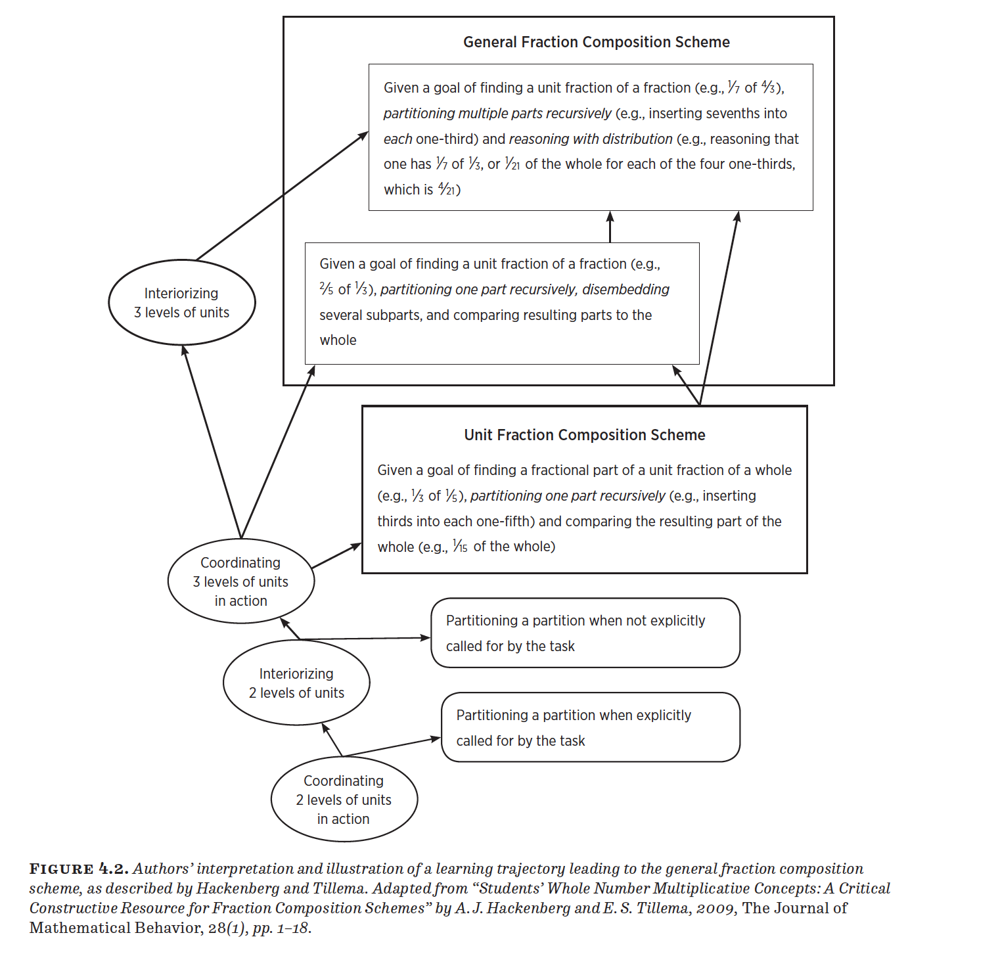 General Fraction Composition Scheme
Given a goal of finding a unit fraction of a fraction (e.g., 1/7 of 4/3),
partitioning multiple parts recursively (e.g., inserting sevenths into
each one-third) and reasoning with distribution (e.g., reasoning that
one has 1/7 of 1/3, or 1/21 of the whole for each of the four one-thirds,
which is 4/21)
Given a goal of finding a unit fraction of a fraction (e.g.,
2/5 of 1/3), partitioning one part recursively, disembedding
several subparts, and comparing resulting parts to the
whole
Interiorizing
3 levels of units
Unit Fraction Composition Scheme
Given a goal of finding a fractional part of a unit fraction of a whole
(e.g., 1/3 of 1/5), partitioning one part recursively (e.g., inserting
thirds into each one-fifth) and comparing the resulting part of the
whole (e.g., 1/15 of the whole)
Coordinating
3 levels of units
in action
Partitioning a partition when not explicitly
called for by the task
Interiorizing
2 levels of units
Partitioning a partition when explicitly
called for by the task
Coordinating
2 levels of units
in action
FIGURE 4.2. Authors’ interpretation and illustration of a learning trajectory leading to the general fraction composition
scheme, as described by Hackenberg and Tillema. Adapted from “Students’ Whole Number Multiplicative Concepts: A Critical
Constructive Resource for Fraction Composition Schemes” by A. J. Hackenberg and E. S. Tillema, 2009, The Journal of
Mathematical Behavior, 28(1), pp. 1–18.